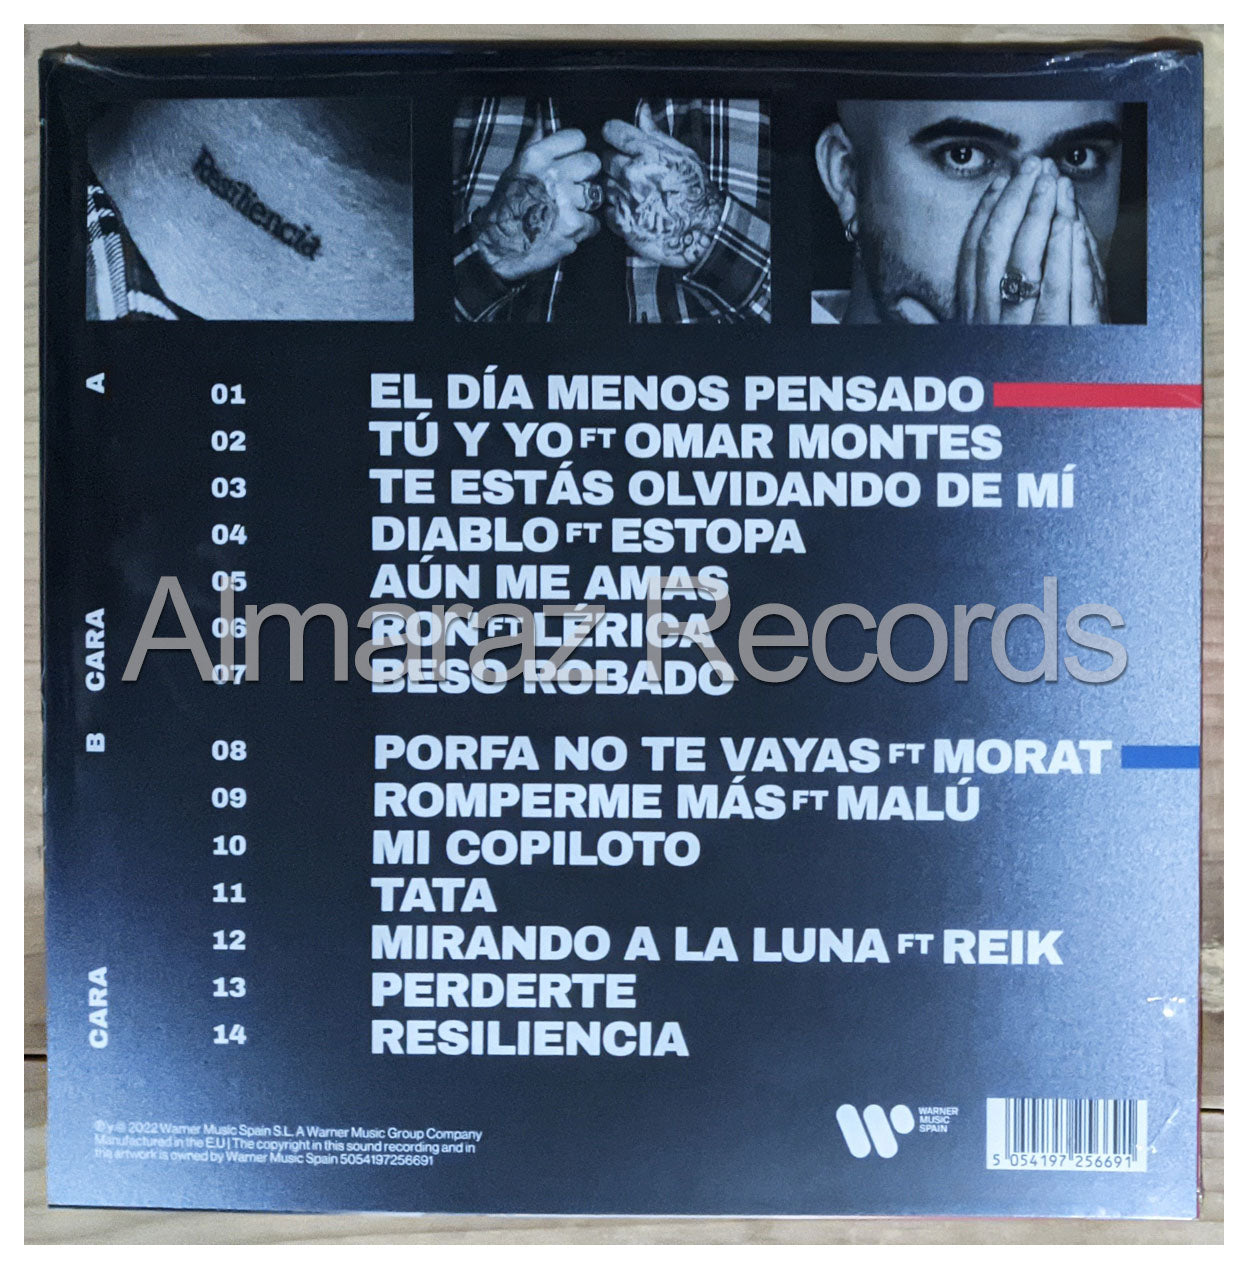 Resiliencia
A
01 EL DÍA MENOS PENSADO
02 TÚ Y YO FT OMAR MONTES
03 TE ESTÁS OLVIDANDO DE MÍ
04 DIABLO FT ESTOPA
05 AÚN ME AMAS
06 RON FT LÉRICA
07 BESO ROBADO
CARA
Almaraz Records
B
08 PORFA NO TE VAYAS FT MORAT
09 ROMPERME MÁS FT MALÚ
10 MI COPILOTO
11 TATA
12 MIRANDO A LA LUNA FT REIK
13 PERDERTE
14 RESILIENCIA
CARA
℗ y © 2022 Warner Music Spain S.L. A Warner Music Group Company
Manufactured in the E.U | The copyright in this sound recording and in
the artwork is owned by Warner Music Spain 5054197256691
WARNER
MUSIC
SPAIN
5 054197 256691